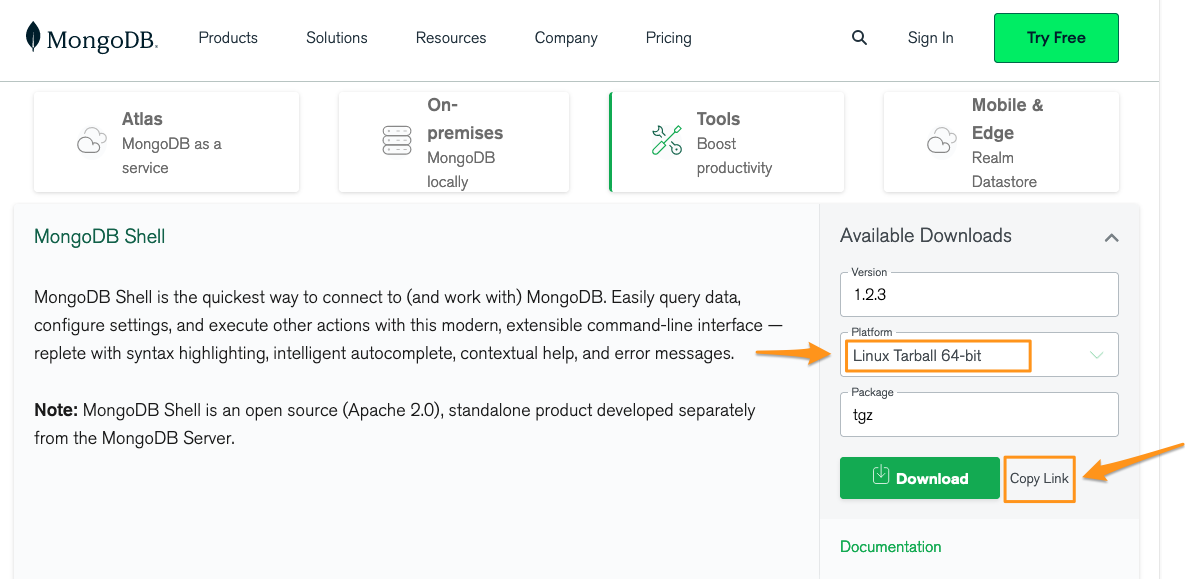 MongoDB.
Products
Solutions
Resources
Company
Pricing
Sign In
Try Free
Atlas
MongoDB as a
service
On-
premises
MongoDB
locally
Tools
Boost
productivity
Mobile &
Edge
Realm
Datastore
MongoDB Shell
MongoDB Shell is the quickest way to connect to (and work with) MongoDB. Easily query data,
configure settings, and execute other actions with this modern, extensible command-line interface —
replete with syntax highlighting, intelligent autocomplete, contextual help, and error messages.
Note: MongoDB Shell is an open source (Apache 2.0), standalone product developed separately
from the MongoDB Server.
Available Downloads
Version
1.2.3
Platform
Linux Tarball 64-bit
Package
tgz
Download
Copy Link
Documentation